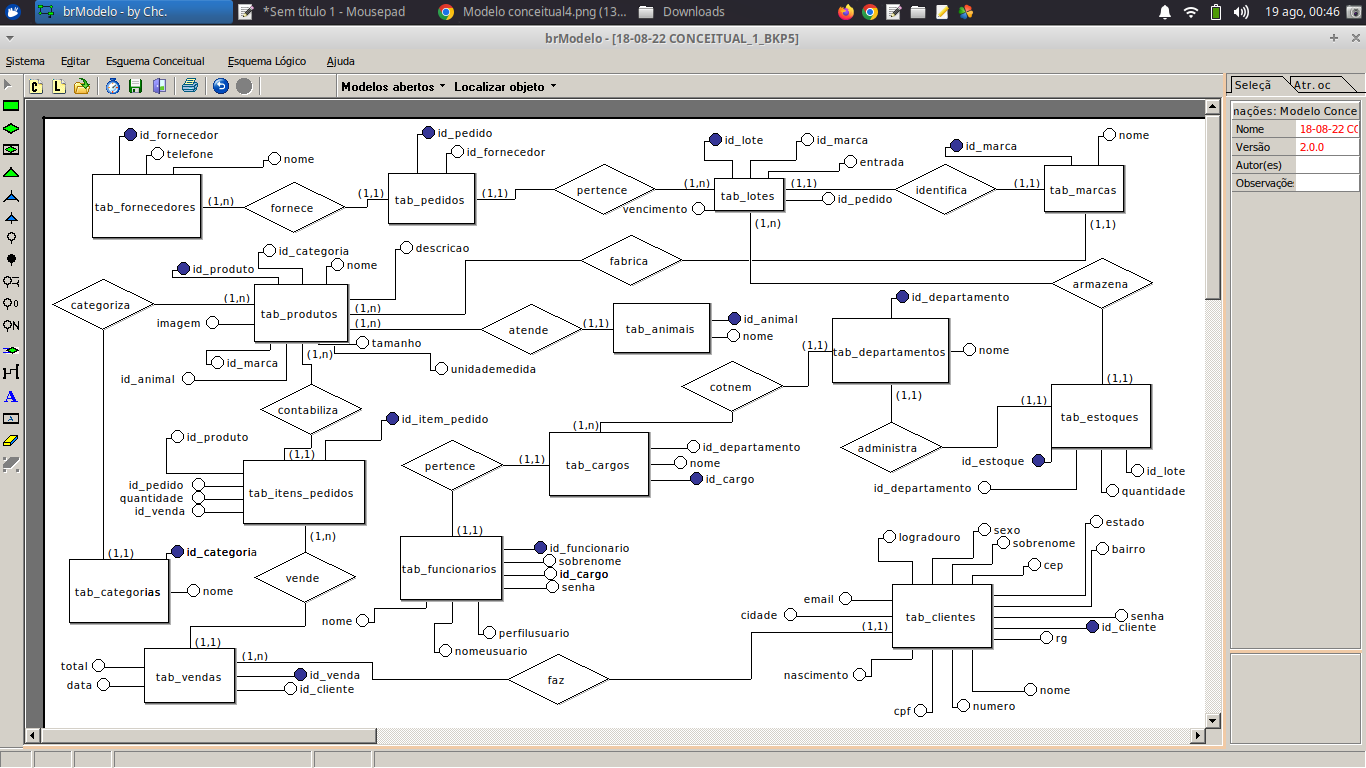 brModelo - by Chc.
*Sem título 1 - Mousepad
Modelo conceitual4.png (13...
Downloads
19 ago, 00:46
brModelo - [18-08-22 CONCEITUAL_1_BKP5]
Sistema Editar Esquema Conceitual Esquema Lógico Ajuda
C L Modelos abertos Localizar objeto
Seleçã Atr. oc
mações: Modelo Conce
Nome 18-08-22 CO
Versão 2.0.0
Autor(es)
Observaçõe
A
A
N
id_fornecedor
telefone
nome
tab_fornecedores
(1,n)
fornece
(1,1)
id_pedido
id_fornecedor
tab_pedidos
(1,1)
pertence
(1,n)
id_lote
id_marca
entrada
tab_lotes
vencimento
id_pedido
(1,1)
(1,n)
identifica
(1,1)
id_marca
nome
tab_marcas
(1,1)
fabrica
armazena
categoriza
(1,n)
id_categoria
nome
descricao
id_produto
tab_produtos
imagem
(1,n)
(1,n)
(1,n)
tamanho
id_marca
id_animal
unidademedida
atende
(1,1)
tab_animais
id_animal
nome
id_departamento
tab_departamentos
nome
(1,1)
(1,1)
cotnem
(1,n)
contabiliza
(1,1)
id_item_pedido
id_produto
tab_itens_pedidos
id_pedido
quantidade
id_venda
(1,n)
pertence
(1,1)
(1,1)
tab_cargos
id_departamento
nome
id_cargo
administra
(1,1)
(1,1)
tab_estoques
id_estoque
id_departamento
id_lote
quantidade
(1,1)
id_categoria
tab_categorias
nome
vende
(1,1)
tab_funcionarios
id_funcionario
sobrenome
id_cargo
senha
nome
perfilusuario
nomeusuario
tab_vendas
total
data
id_venda
id_cliente
(1,n)
faz
(1,1)
tab_clientes
logradouro
sexo
sobrenome
cep
estado
bairro
email
cidade
senha
id_cliente
rg
nascimento
nome
numero
cpf